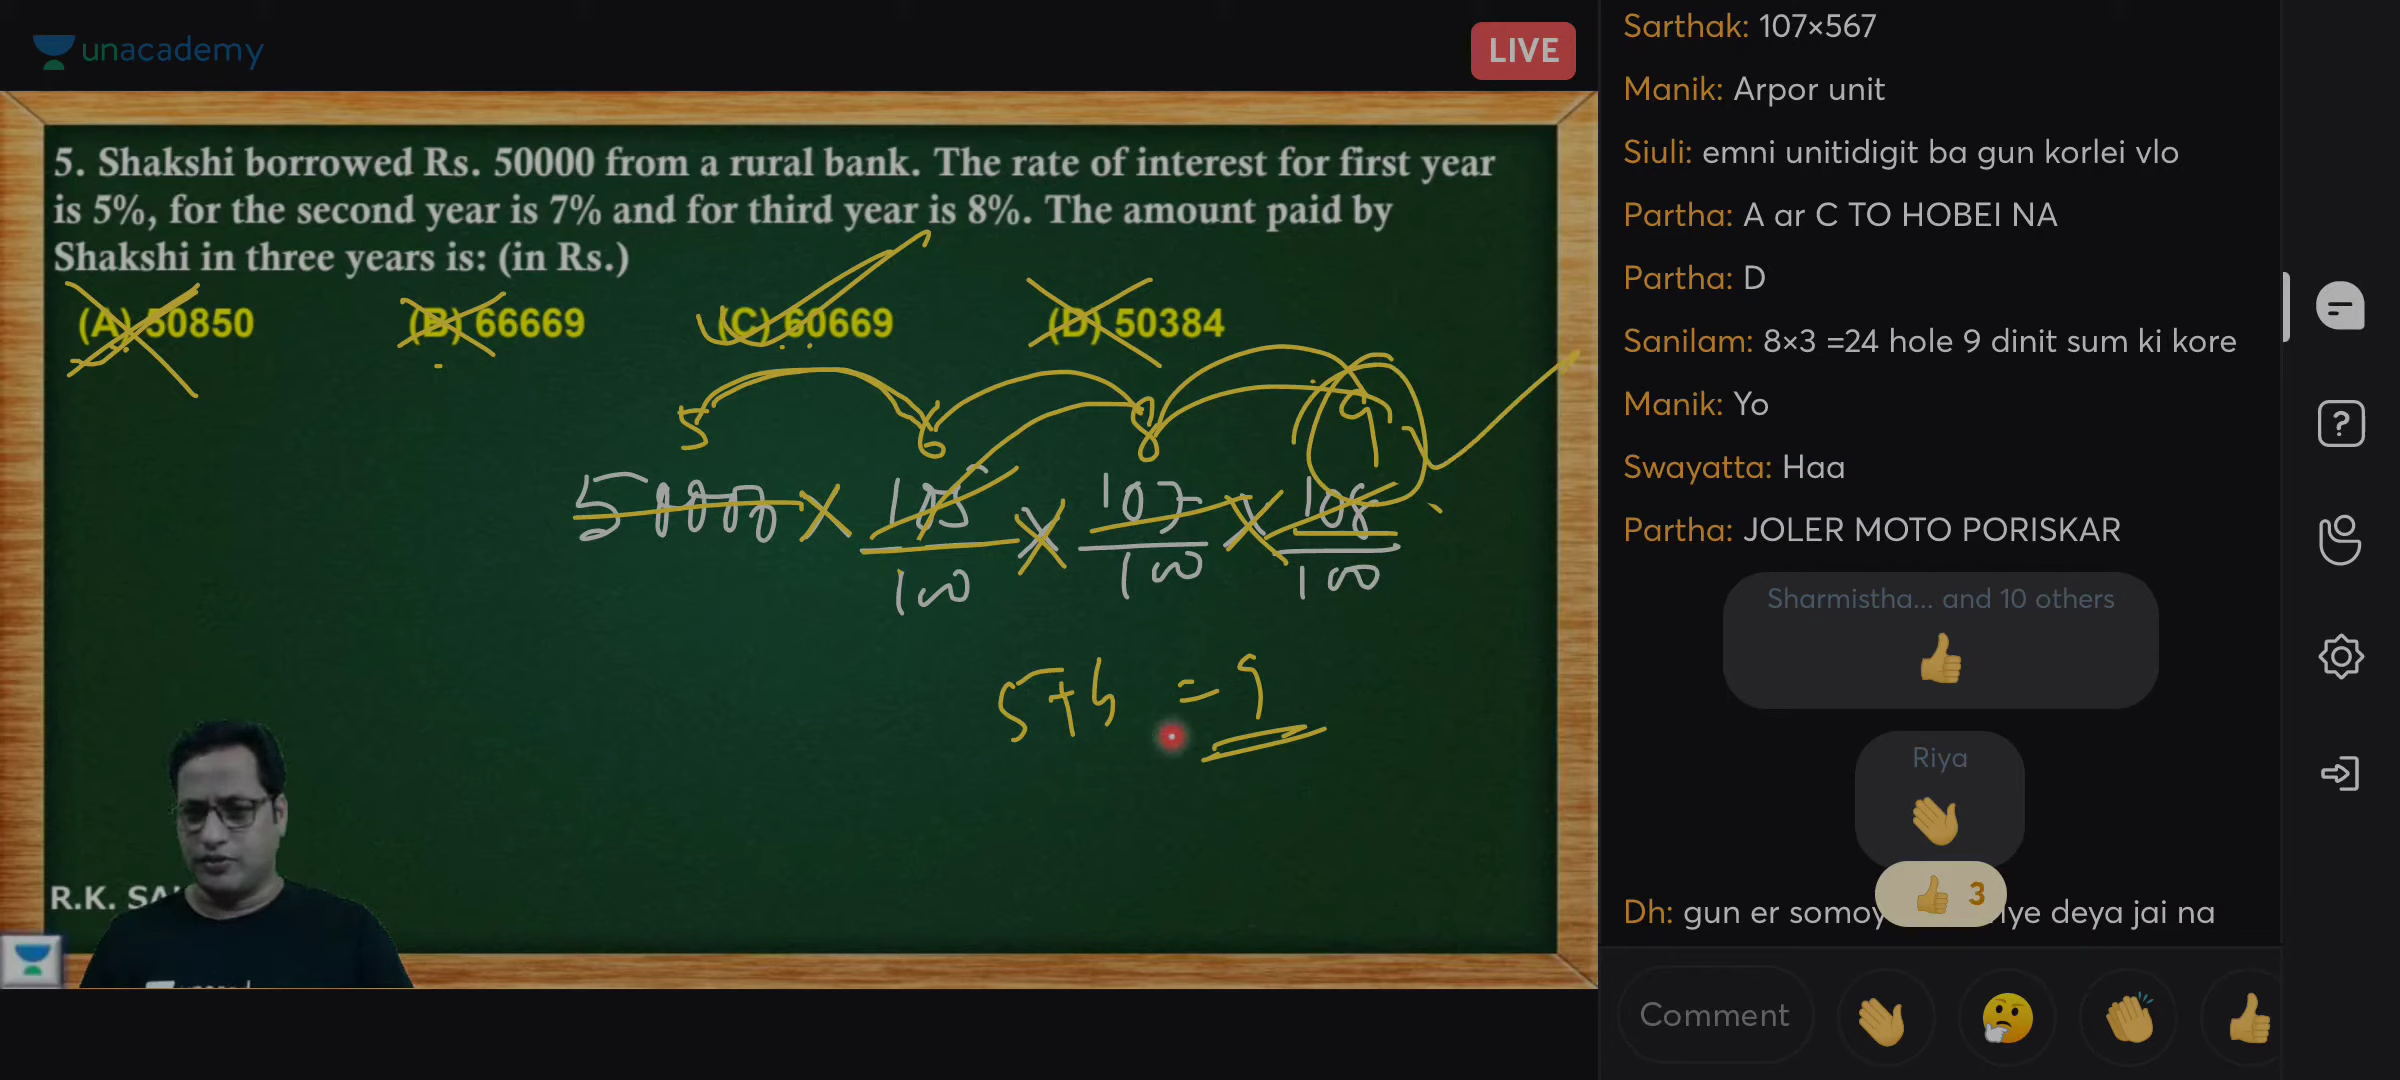 unacademy
LIVE
5. Shakshi borrowed Rs. 50000 from a rural bank. The rate of interest for first year
is 5%, for the second year is 7% and for third year is 8%. The amount paid by
Shakshi in three years is: (in Rs.)
(A) 50850 (B) 66669 (C) 60669 (D) 50384
5 6 8 9
50000 × 105/100 × 107/100 × 108/100
5+4 = 9
R.K. SA
Sarthak: 107×567
Manik: Arpor unit
Siuli: emni unitidigit ba gun korlei vlo
Partha: A ar C TO HOBEI NA
Partha: D
Sanilam: 8×3 =24 hole 9 dinit sum ki kore
Manik: Yo
Swayatta: Haa
Partha: JOLER MOTO PORISKAR
Sharmistha... and 10 others
Riya
3
Dh: gun er somoy deya jai na
Comment